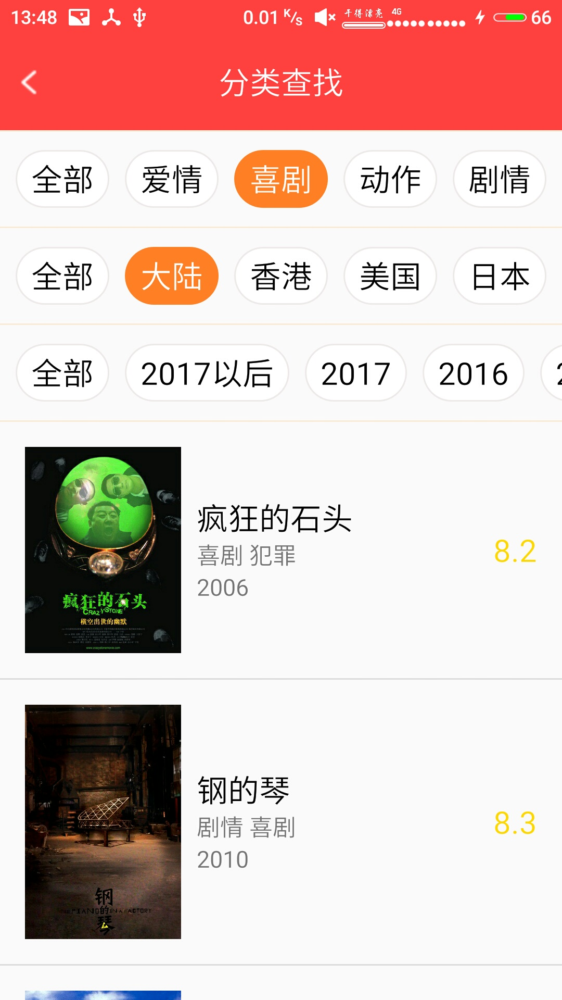 13:48 0.01 K/s 干得漂亮 4G 66
分类查找
全部 爱情 喜剧 动作 剧情
全部 大陆 香港 美国 日本
全部 2017以后 2017 2016
疯狂的石头
CRAZY STONE
横空出世的幽默
www.crazystonemovie.com
疯狂的石头
喜剧 犯罪
2006
8.2
钢的琴
THE PIANO IN A FACTORY
钢的琴
剧情 喜剧
2010
8.3